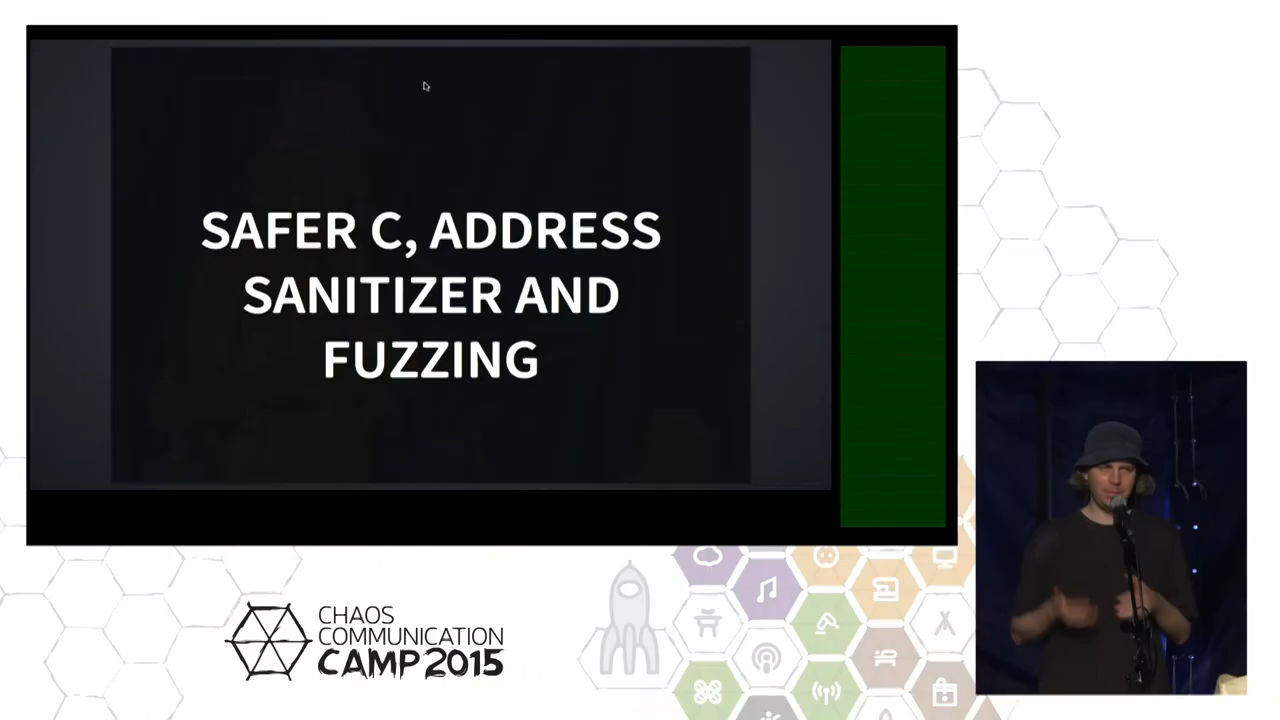 SAFER C, ADDRESS
SANITIZER AND
FUZZING
CHAOS
COMMUNICATION
CAMP 2015